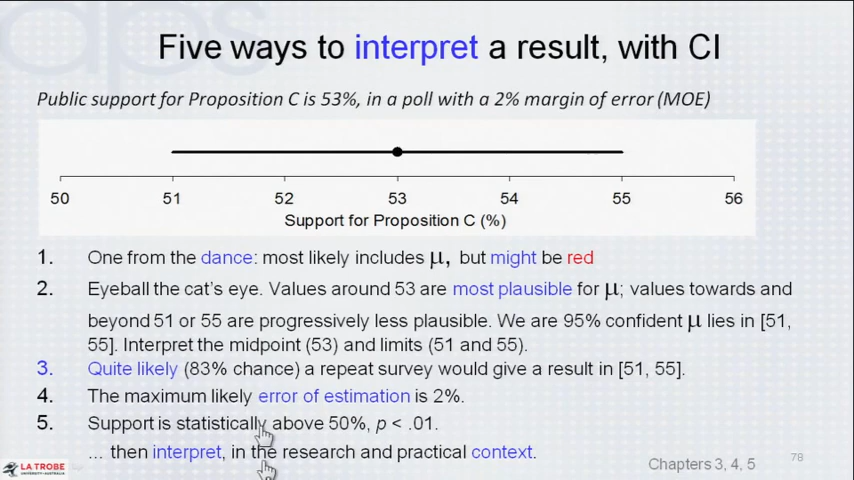 Five ways to interpret a result, with CI
Public support for Proposition C is 53%, in a poll with a 2% margin of error (MOE)
50 51 52 53 54 55 56
Support for Proposition C (%)
1. One from the dance: most likely includes μ, but might be red
2. Eyeball the cat's eye. Values around 53 are most plausible for μ; values towards and
beyond 51 or 55 are progressively less plausible. We are 95% confident μ lies in [51,
55]. Interpret the midpoint (53) and limits (51 and 55).
3. Quite likely (83% chance) a repeat survey would give a result in [51, 55].
4. The maximum likely error of estimation is 2%.
5. Support is statistically above 50%, p < .01.
... then interpret, in the research and practical context.
LA TROBE
UNIVERSITY AUSTRALIA
Chapters 3, 4, 5
78